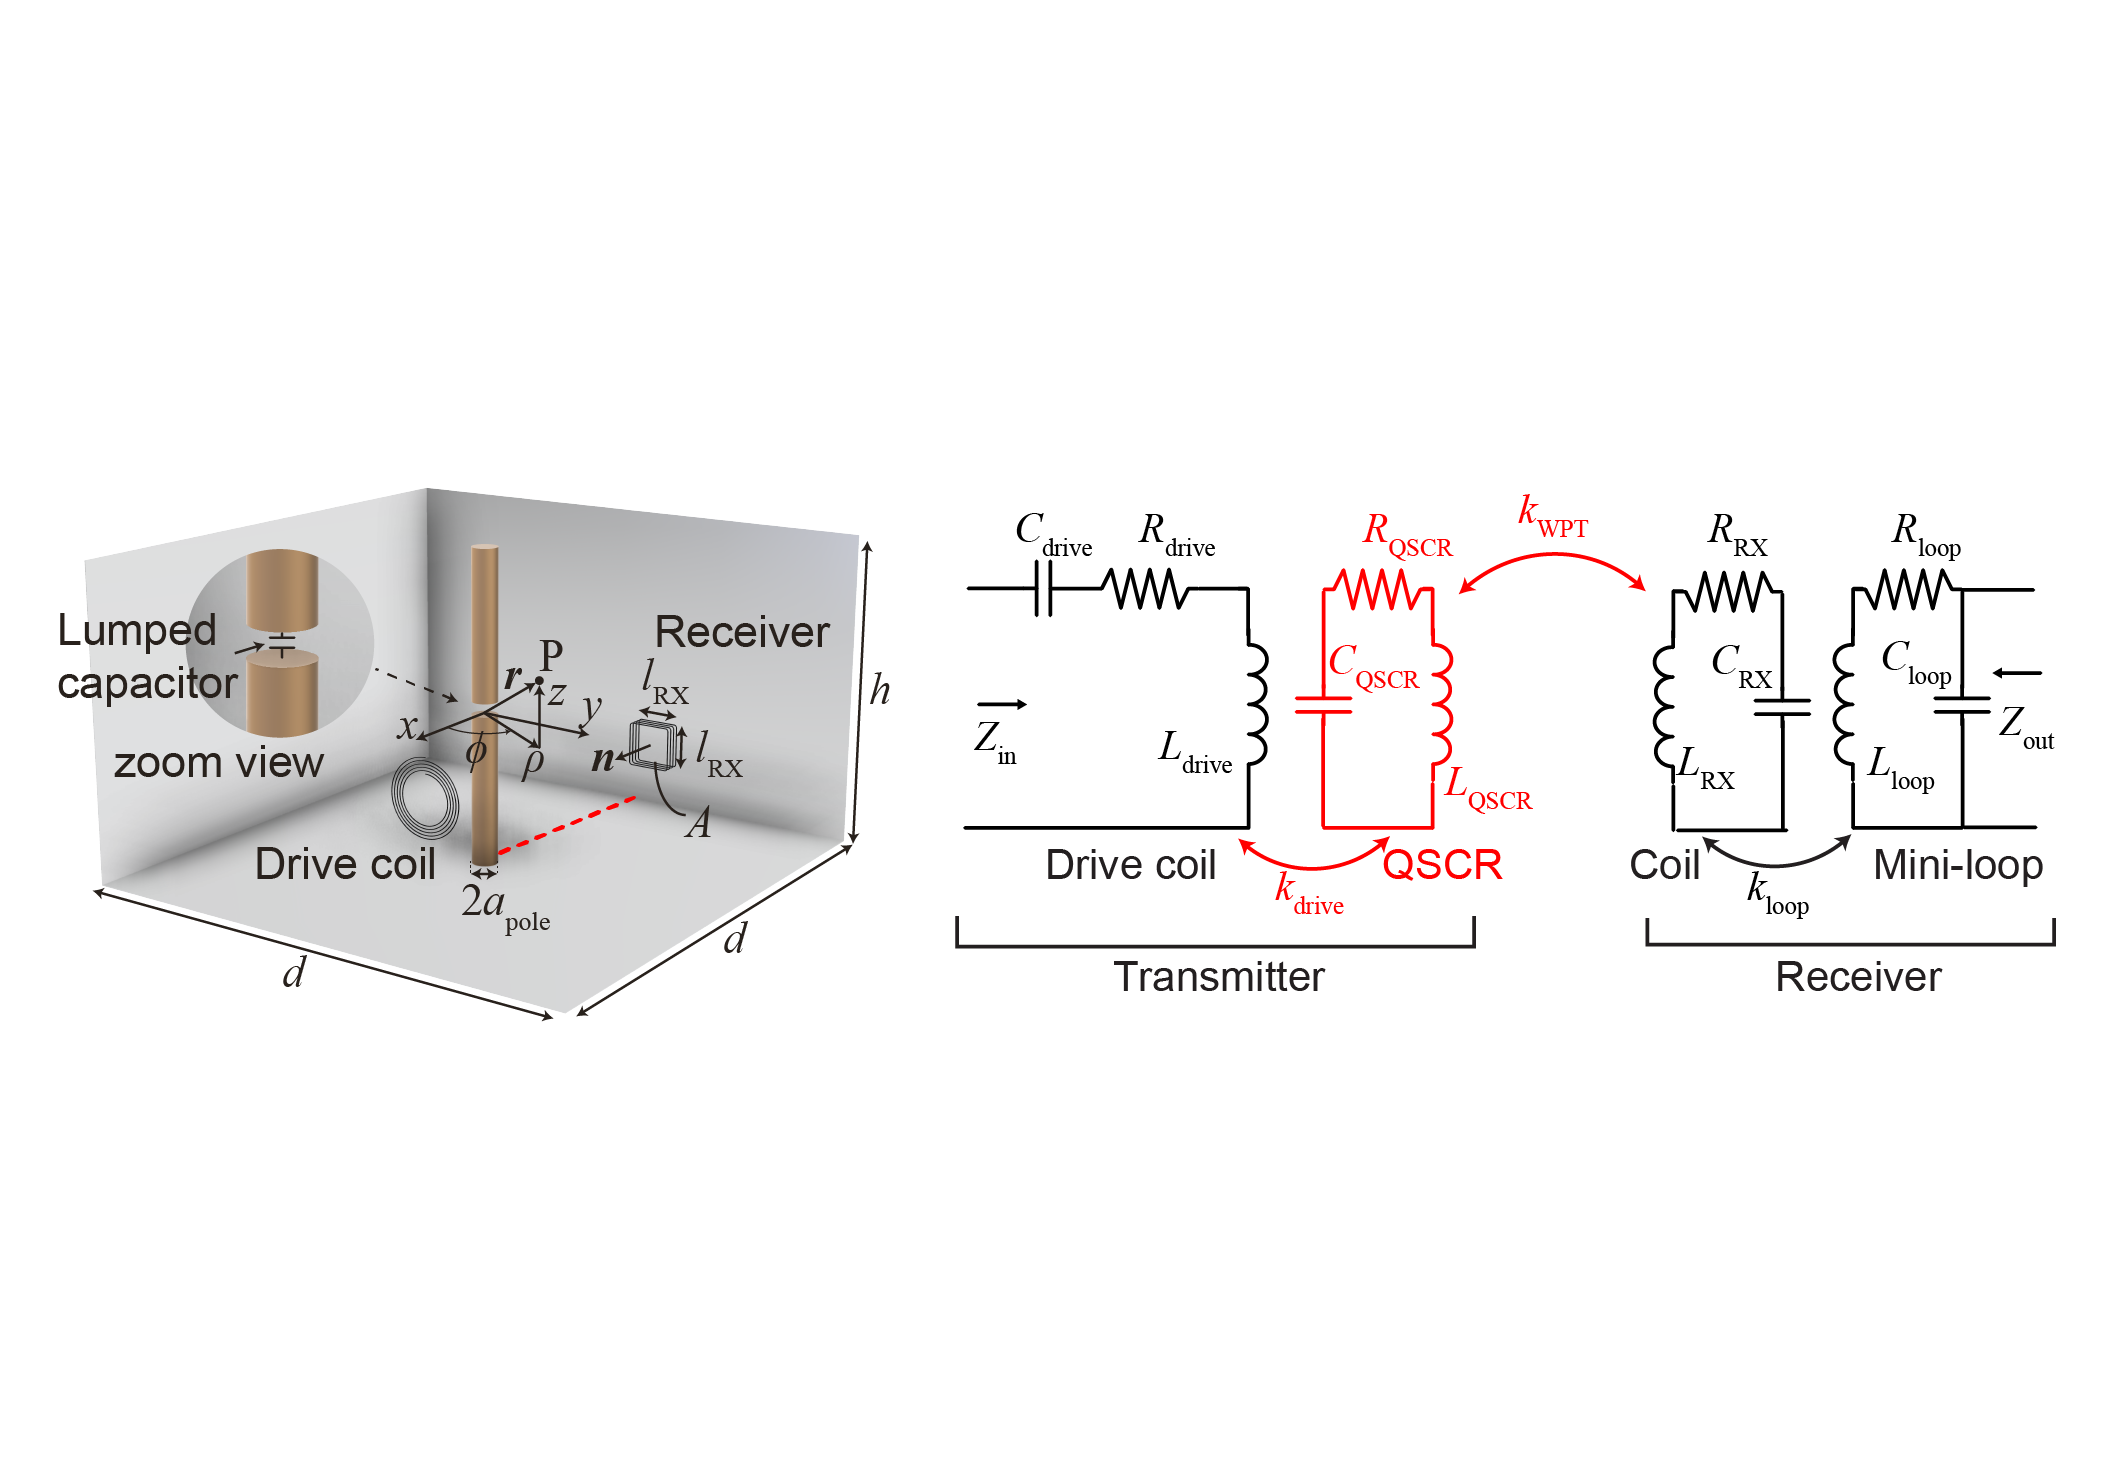 Lumped
capacitor
zoom view
Drive coil
Receiver
r
P
z
x
y
ϕ
ρ
n
A
l_RX
l_RX
2a_pole
d
d
h
C_drive
R_drive
Z_in
L_drive
Drive coil
k_drive
R_QSCR
C_QSCR
L_QSCR
QSCR
k_WPT
Transmitter
R_RX
C_RX
L_RX
Coil
k_loop
R_loop
C_loop
L_loop
Z_out
Mini-loop
Receiver